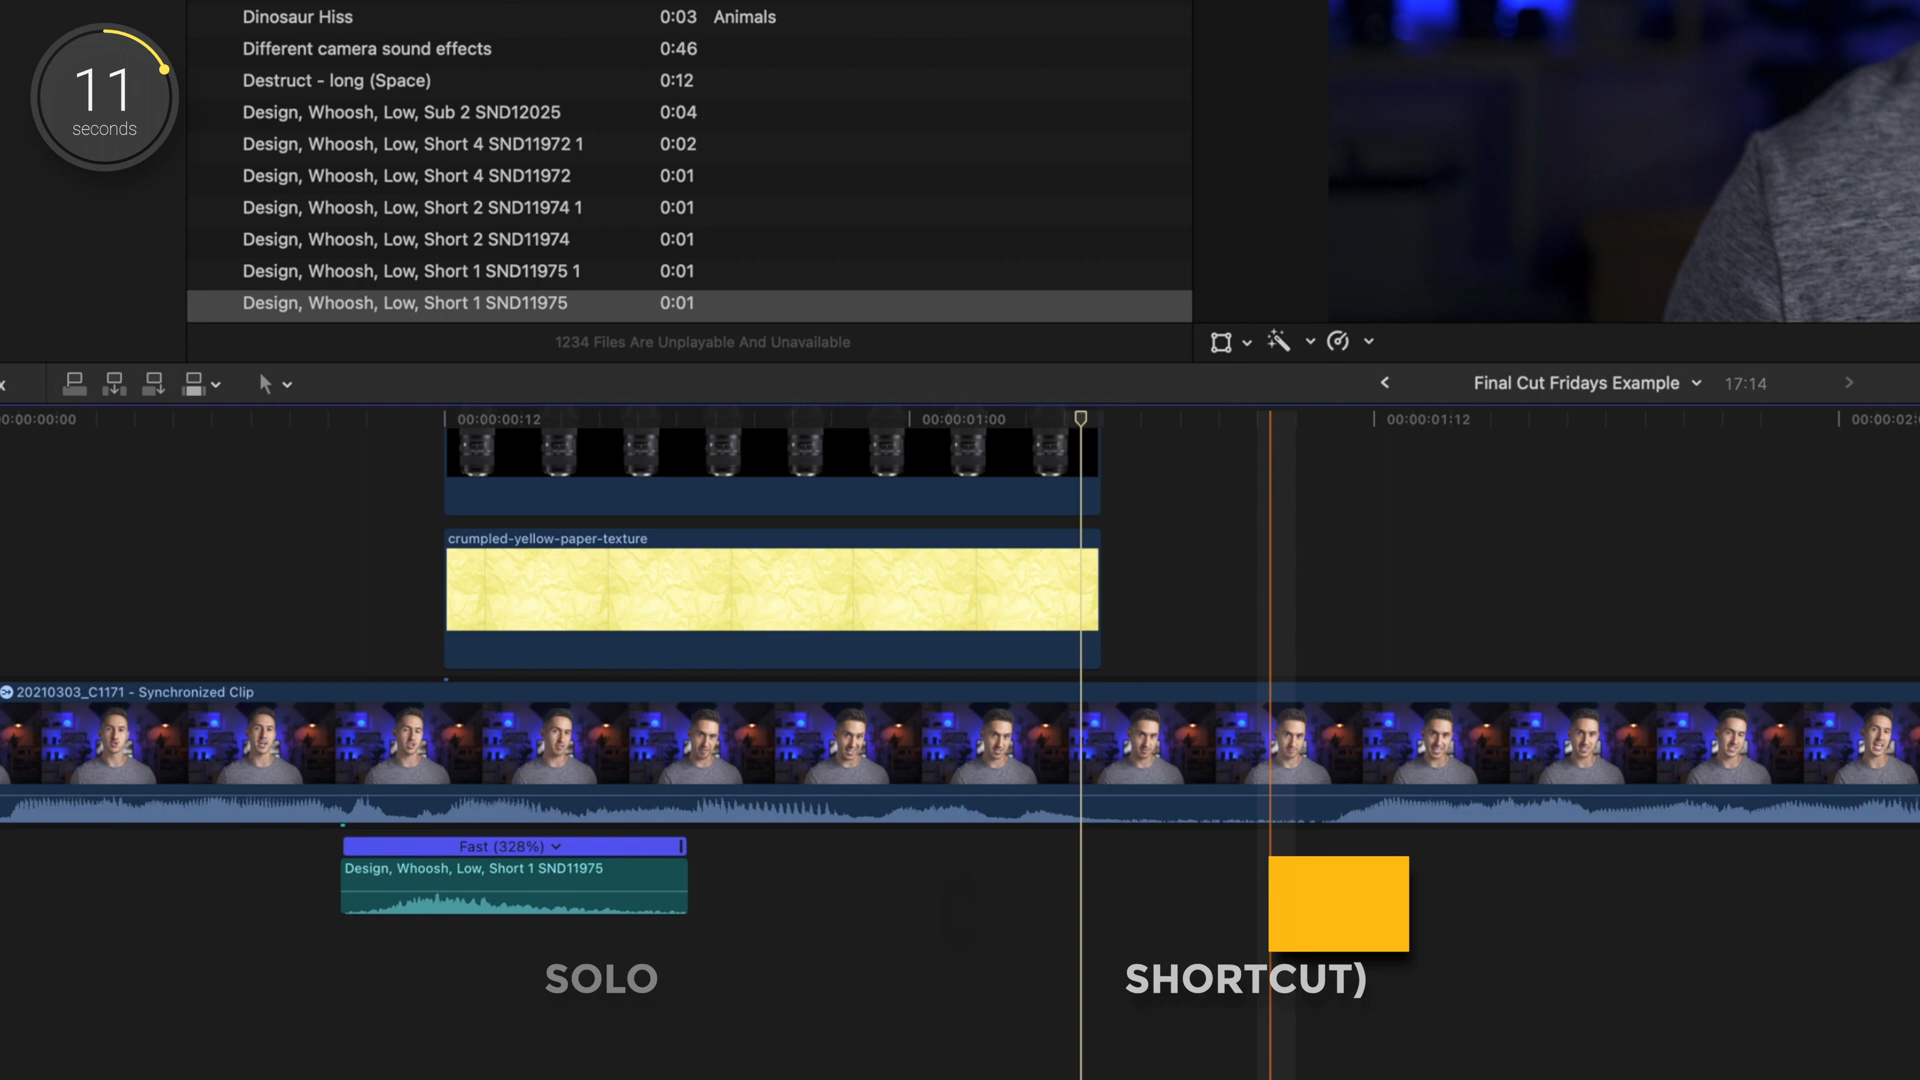 11
seconds
Dinosaur Hiss 0:03 Animals
Different camera sound effects 0:46
Destruct - long (Space) 0:12
Design, Whoosh, Low, Sub 2 SND12025 0:04
Design, Whoosh, Low, Short 4 SND11972 1 0:02
Design, Whoosh, Low, Short 4 SND11972 0:01
Design, Whoosh, Low, Short 2 SND11974 1 0:01
Design, Whoosh, Low, Short 2 SND11974 0:01
Design, Whoosh, Low, Short 1 SND11975 1 0:01
Design, Whoosh, Low, Short 1 SND11975 0:01
1234 Files Are Unplayable And Unavailable
x
Final Cut Fridays Example 17:14
0:00:00:00 00:00:00:12 00:00:01:00 00:00:01:12 00:00:02:
crumpled-yellow-paper-texture
20210303_C1171 - Synchronized Clip
Fast (328%)
Design, Whoosh, Low, Short 1 SND11975
SOLO SHORTCUT)